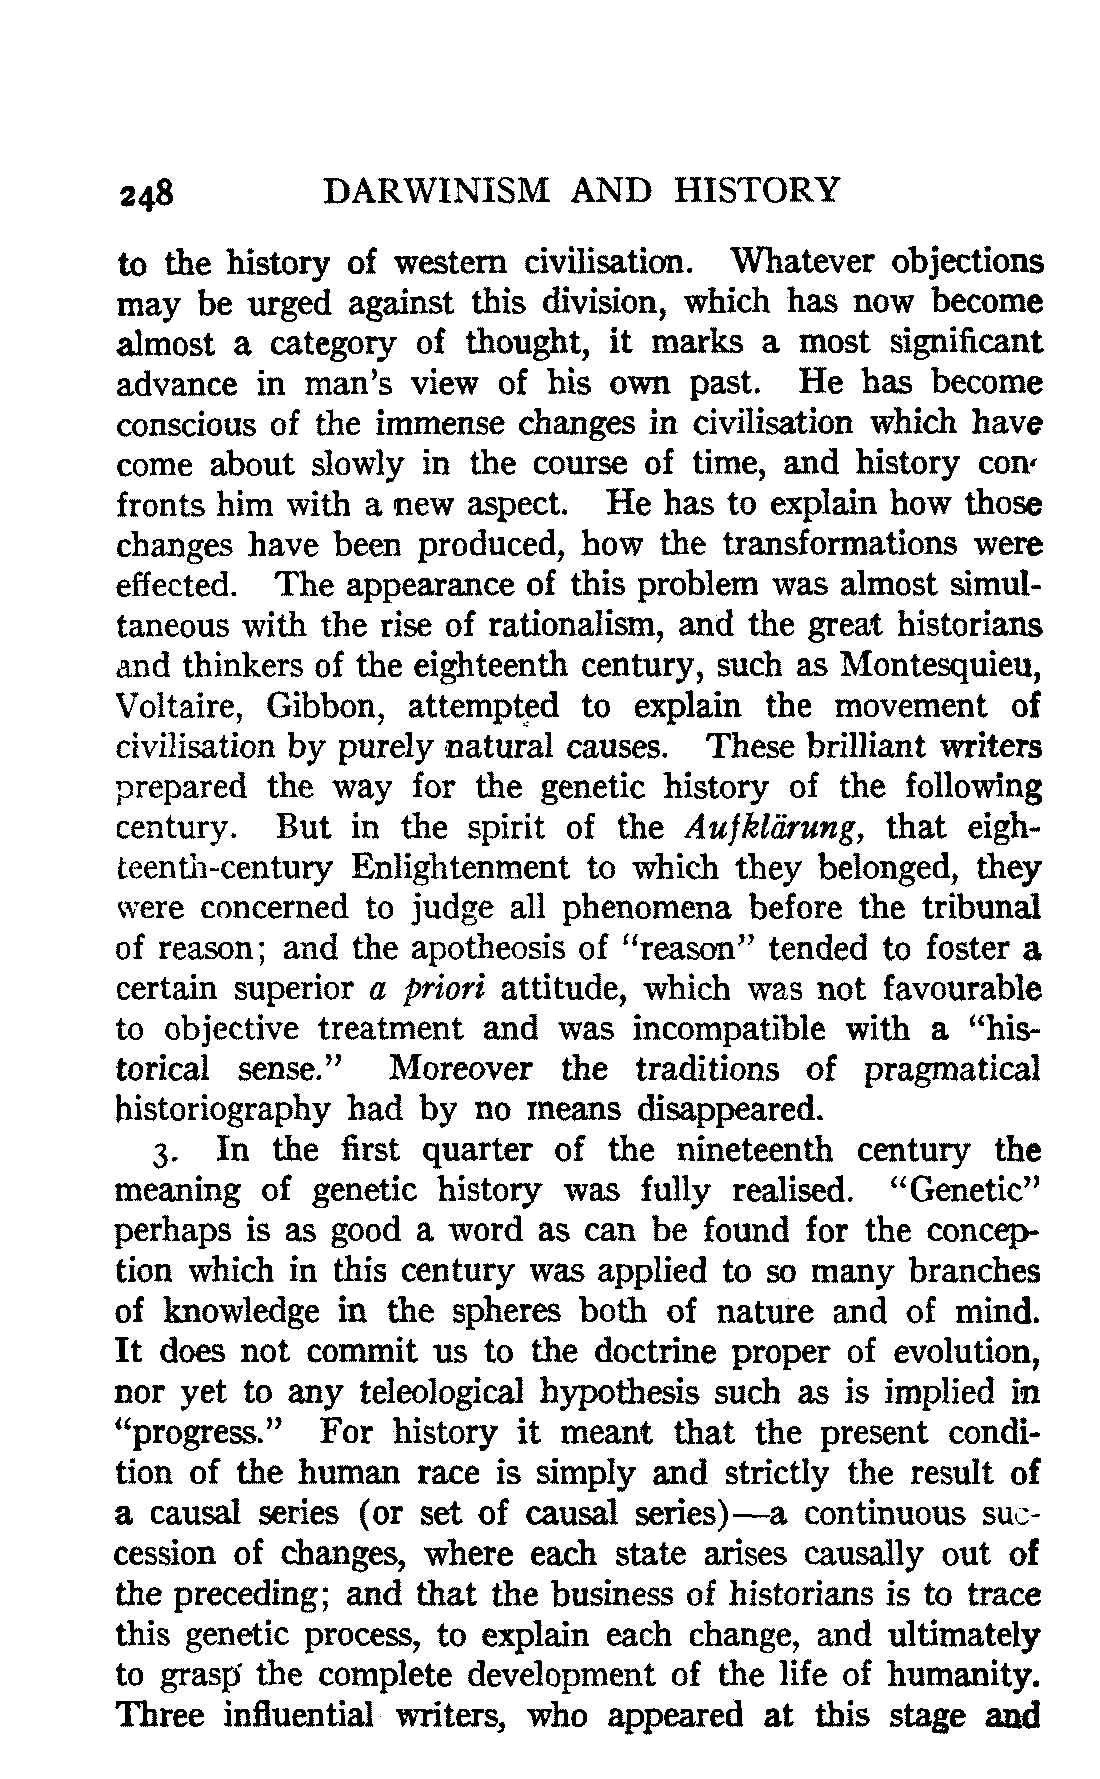 248 DARWINISM AND HISTORY
to the history of western civilisation. Whatever objections
may be urged against this division, which has now become
almost a category of thought, it marks a most significant
advance in man's view of his own past. He has become
conscious of the immense changes in civilisation which have
come about slowly in the course of time, and history con-
fronts him with a new aspect. He has to explain how those
changes have been produced, how the transformations were
effected. The appearance of this problem was almost simul-
taneous with the rise of rationalism, and the great historians
and thinkers of the eighteenth century, such as Montesquieu,
Voltaire, Gibbon, attempted to explain the movement of
civilisation by purely natural causes. These brilliant writers
prepared the way for the genetic history of the following
century. But in the spirit of the Aufklärung, that eigh-
teenth-century Enlightenment to which they belonged, they
were concerned to judge all phenomena before the tribunal
of reason; and the apotheosis of "reason" tended to foster a
certain superior a priori attitude, which was not favourable
to objective treatment and was incompatible with a "his-
torical sense." Moreover the traditions of pragmatical
historiography had by no means disappeared.
3. In the first quarter of the nineteenth century the
meaning of genetic history was fully realised. "Genetic"
perhaps is as good a word as can be found for the concep-
tion which in this century was applied to so many branches
of knowledge in the spheres both of nature and of mind.
It does not commit us to the doctrine proper of evolution,
nor yet to any teleological hypothesis such as is implied in
"progress." For history it meant that the present condi-
tion of the human race is simply and strictly the result of
a causal series (or set of causal series)—a continuous suc-
cession of changes, where each state arises causally out of
the preceding; and that the business of historians is to trace
this genetic process, to explain each change, and ultimately
to grasp the complete development of the life of humanity.
Three influential writers, who appeared at this stage and